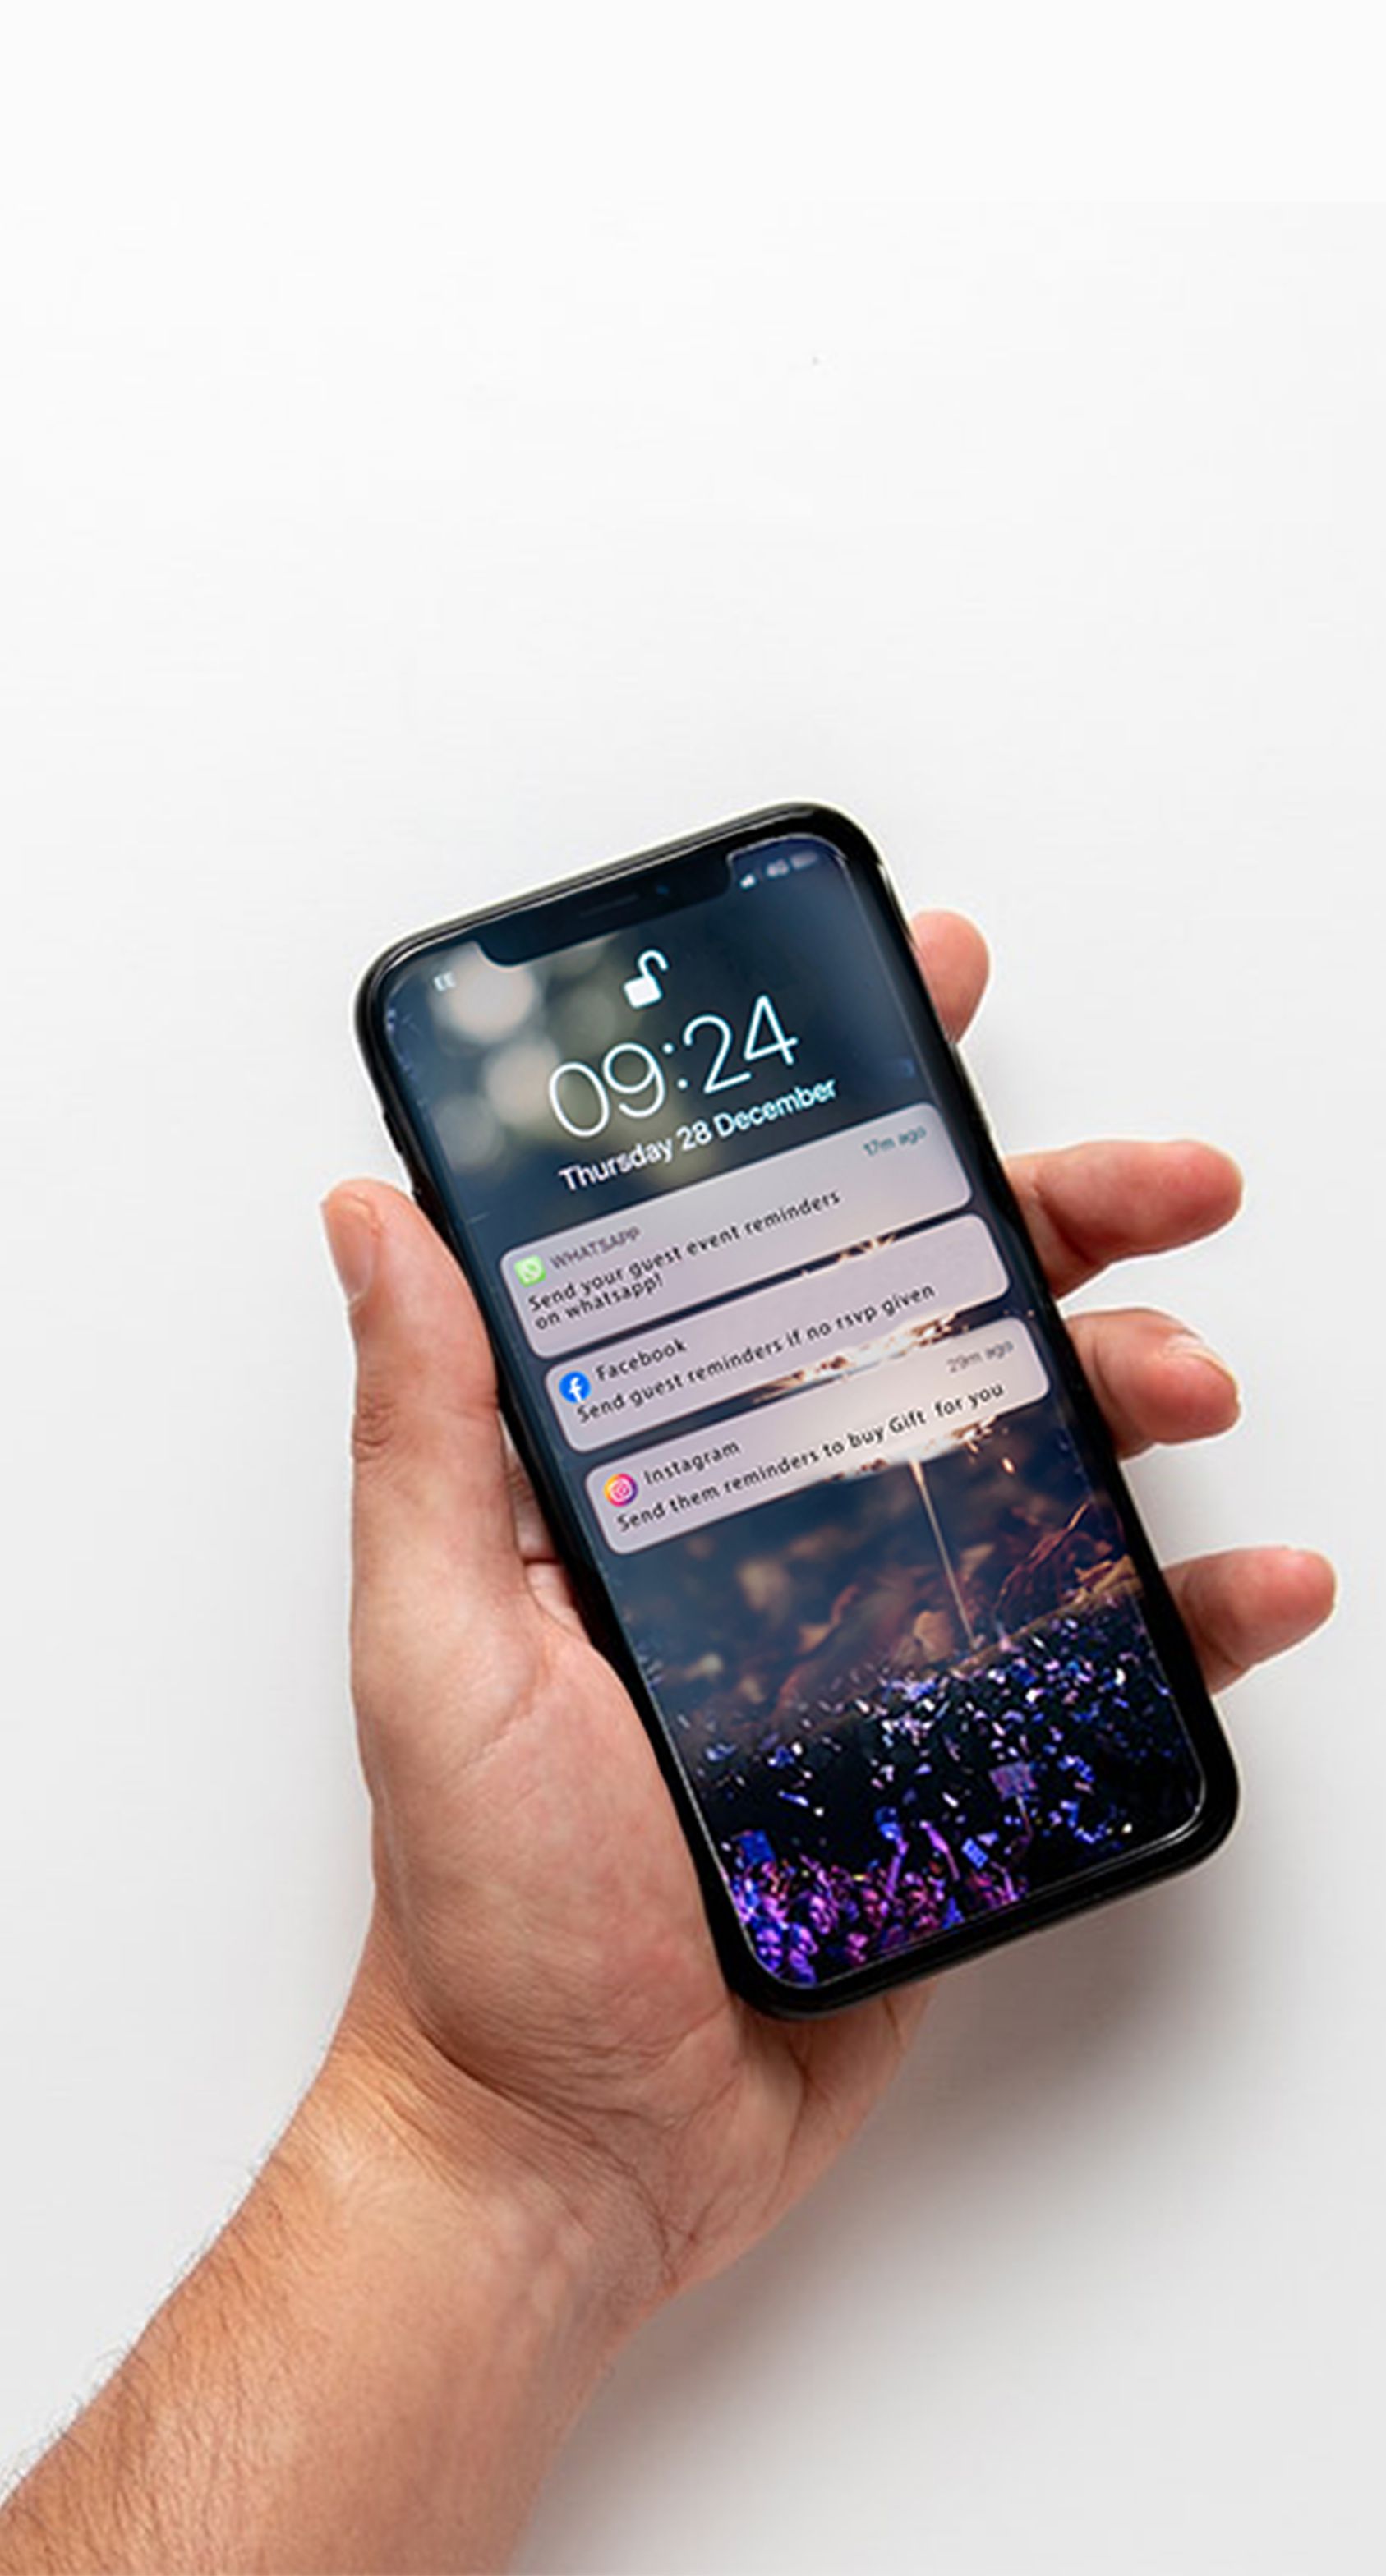 EE
4G
09:24
Thursday 28 December
WHATSAPP
17m ago
Send your guest event reminders
on whatsapp!
Facebook
Send guest reminders if no rsvp given
Instagram
29m ago
Send them reminders to buy Gift for you